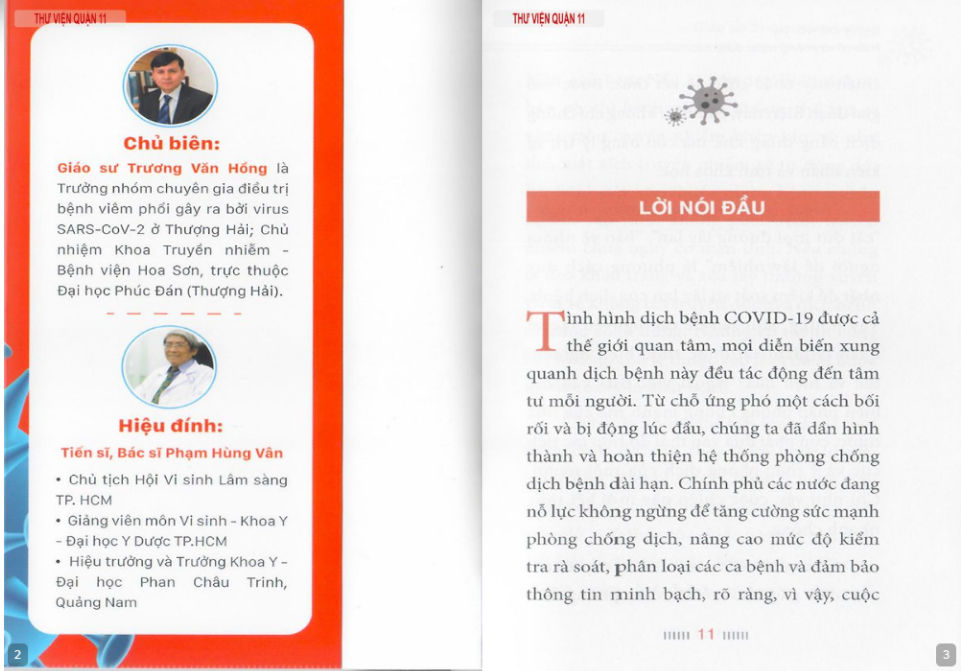 THƯ VIỆN QUẬN 11
Chủ biên:
Giáo sư Trương Văn Hồng là
Trưởng nhóm chuyên gia điều trị
bệnh viêm phổi gây ra bởi virus
SARS-CoV-2 ở Thượng Hải; Chủ
nhiệm Khoa Truyền nhiễm -
Bệnh viện Hoa Sơn, trực thuộc
Đại học Phúc Đán (Thượng Hải).
Hiệu đính:
Tiến sĩ, Bác sĩ Phạm Hùng Vân
• Chủ tịch Hội Vi sinh Lâm sàng
TP. HCM
• Giảng viên môn Vi sinh - Khoa Y
- Đại học Y Dược TP.HCM
• Hiệu trưởng và Trưởng Khoa Y -
Đại học Phan Châu Trinh,
Quảng Nam
2
THƯ VIỆN QUẬN 11
LỜI NÓI ĐẦU
Tình hình dịch bệnh COVID-19 được cả
thế giới quan tâm, mọi diễn biến xung
quanh dịch bệnh này đều tác động đến tâm
tư mỗi người. Từ chỗ ứng phó một cách bối
rối và bị động lúc đầu, chúng ta đã dần hình
thành và hoàn thiện hệ thống phòng chống
dịch bệnh dài hạn. Chính phủ các nước đang
nỗ lực không ngừng để tăng cường sức mạnh
phòng chống dịch, nâng cao mức độ kiểm
tra rà soát, phân loại các ca bệnh và đảm bảo
thông tin minh bạch, rõ ràng, vì vậy, cuộc
11
3